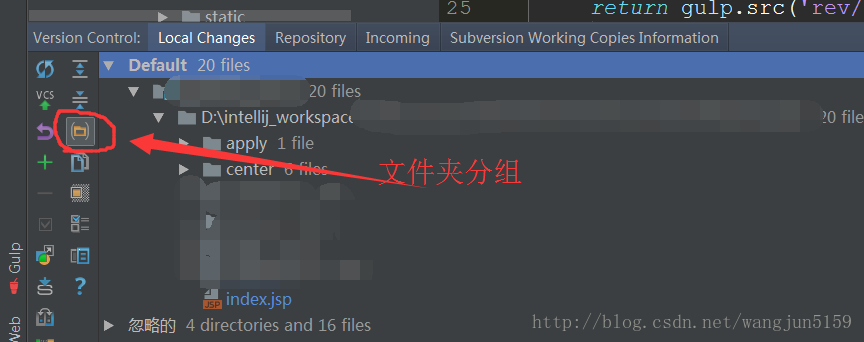 static
25 return gulp.src('rev/
Version Control: Local Changes Repository Incoming Subversion Working Copies Information
Default 20 files
20 files
VCS
D:\intellij_workspace 20 files
apply 1 file
center 6 files
文件夹分组
Gulp
JSP index.jsp
Web
忽略的 4 directories and 16 files
http://blog.csdn.net/wangjun5159